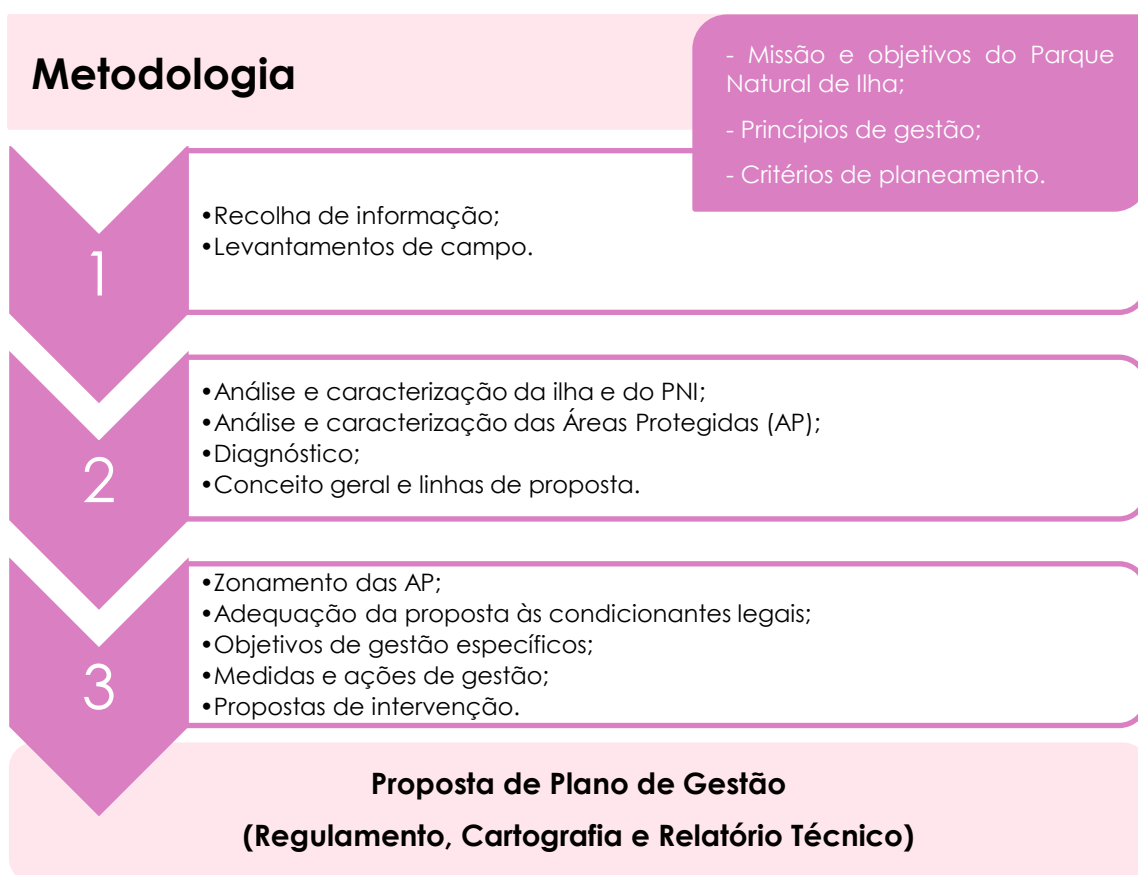 Metodologia
- Missão e objetivos do Parque
Natural de Ilha;
- Princípios de gestão;
- Critérios de planeamento.
1
•Recolha de informação;
•Levantamentos de campo.
2
•Análise e caracterização da ilha e do PNI;
•Análise e caracterização das Áreas Protegidas (AP);
•Diagnóstico;
•Conceito geral e linhas de proposta.
3
•Zonamento das AP;
•Adequação da proposta às condicionantes legais;
•Objetivos de gestão específicos;
•Medidas e ações de gestão;
•Propostas de intervenção.
Proposta de Plano de Gestão
(Regulamento, Cartografia e Relatório Técnico)